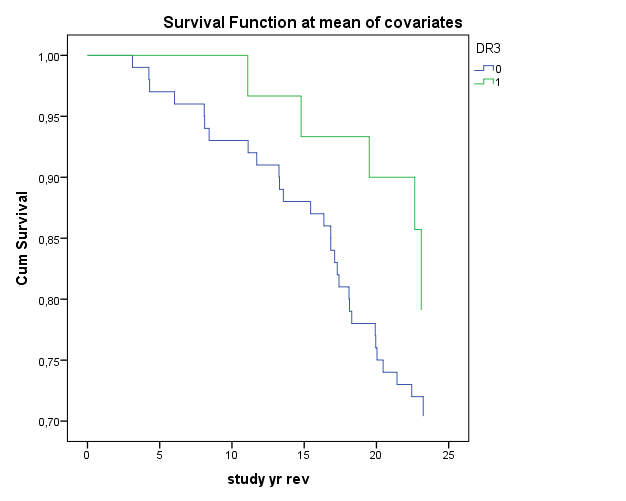 Survival Function at mean of covariates
DR3
0
1
1,00
0,95
0,90
0,85
0,80
0,75
0,70
Cum Survival
0 5 10 15 20 25
study yr rev